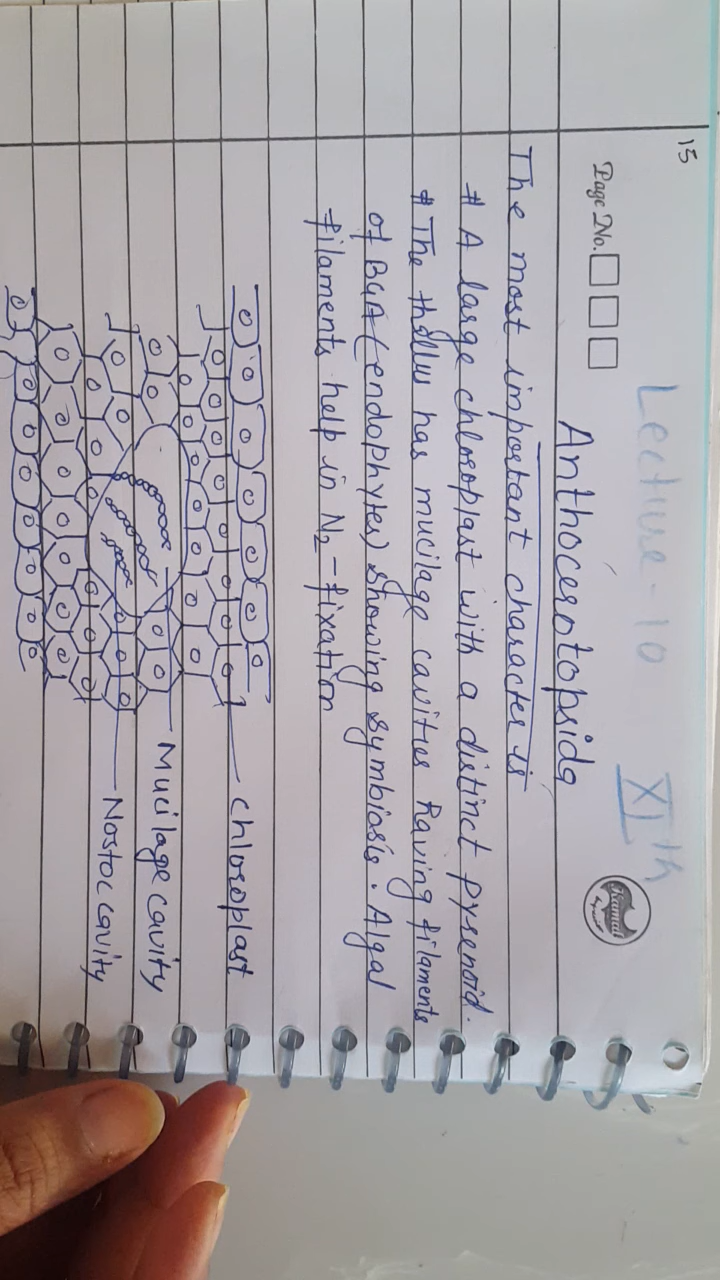 15
Lecture-10 XIth
Page No.
Kamal
Anthocerotopsida
The most important character is
# A large chloroplast with a distinct pyrenoid.
# The thallus has mucilage cavities having filaments
of BGA (endophytes) showing symbiosis. Algal
filaments help in N2-fixation
chloroplast
Mucilage cavity
Nostoc cavity